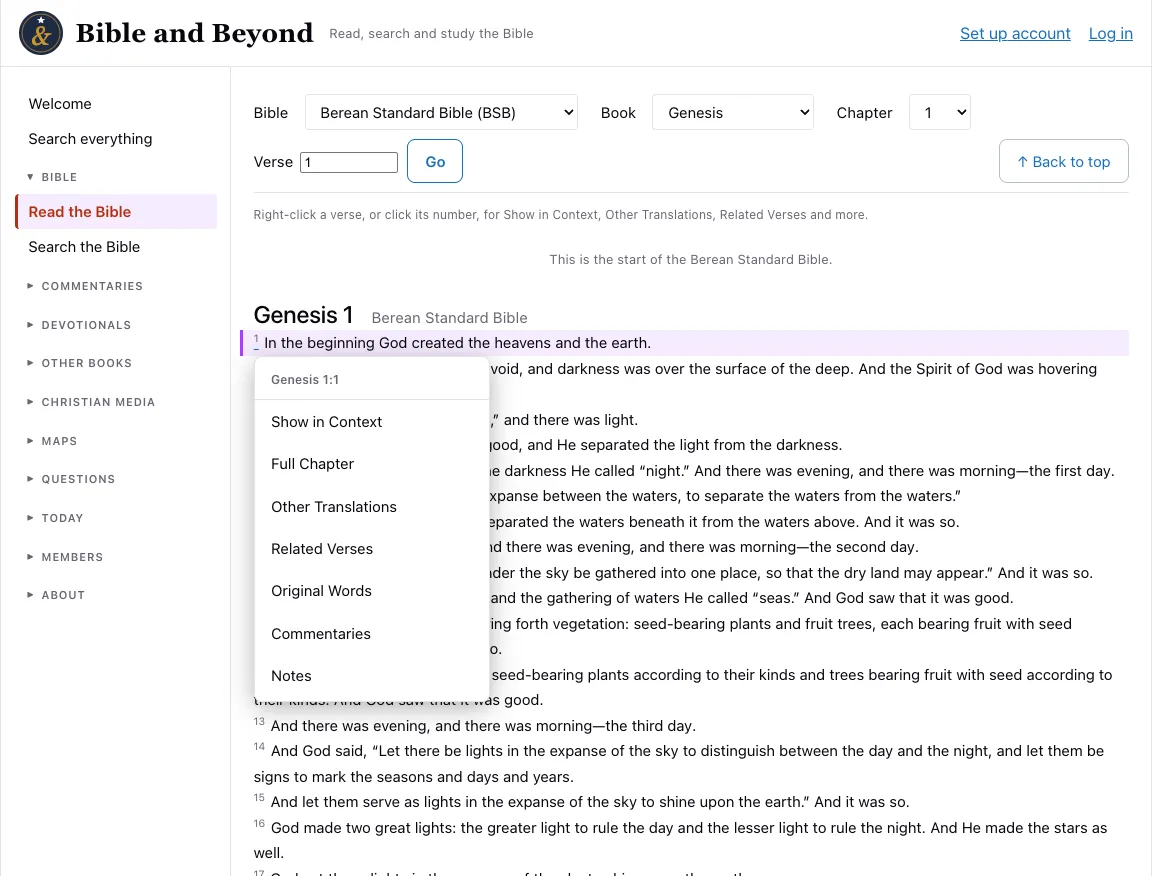 &
Bible and Beyond
Read, search and study the Bible
Set up account
Log in
Welcome
Search everything
▾ BIBLE
Read the Bible
Search the Bible
▸ COMMENTARIES
▸ DEVOTIONALS
▸ OTHER BOOKS
▸ CHRISTIAN MEDIA
▸ MAPS
▸ QUESTIONS
▸ TODAY
▸ MEMBERS
▸ ABOUT
Bible Berean Standard Bible (BSB) Book Genesis Chapter 1
Verse 1 Go ↑ Back to top
Right-click a verse, or click its number, for Show in Context, Other Translations, Related Verses and more.
This is the start of the Berean Standard Bible.
Genesis 1 Berean Standard Bible
1 In the beginning God created the heavens and the earth.
Genesis 1:1
Show in Context
Full Chapter
Other Translations
Related Verses
Original Words
Commentaries
Notes
void, and darkness was over the surface of the deep. And the Spirit of God was hovering
,” and there was light.
good, and He separated the light from the darkness.
darkness He called “night.” And there was evening, and there was morning—the first day.
between the waters, to separate the waters from the waters.”
the waters beneath it from the waters above. And it was so.
there was evening, and there was morning—the second day.
the sky be gathered into one place, so that the dry land may appear.” And it was so.
and the gathering of waters He called “seas.” And God saw that it was good.
forth vegetation: seed-bearing plants and fruit trees, each bearing fruit with seed
seed-bearing plants according to their kinds and trees bearing fruit with seed according to
good.
13 And there was evening, and there was morning—the third day.
14 And God said, “Let there be lights in the expanse of the sky to distinguish between the day and the night, and let them be
signs to mark the seasons and days and years.
15 And let them serve as lights in the expanse of the sky to shine upon the earth.” And it was so.
16 God made two great lights: the greater light to rule the day and the lesser light to rule the night. And He made the stars as
well.
17